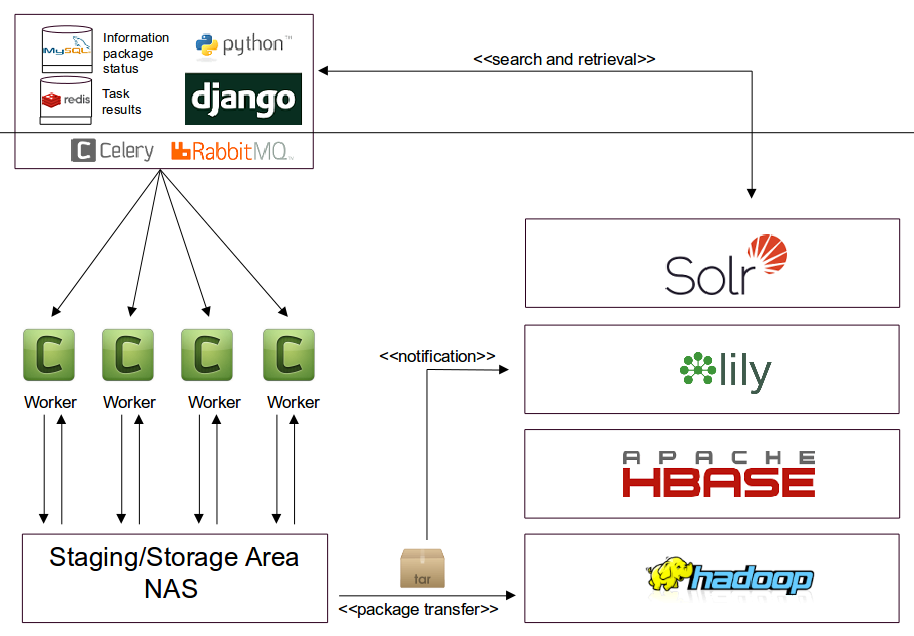 MySQL
Information
package
status
python™
redis
Task
results
django
C Celery
RabbitMQ
<<search and retrieval>>
Solr
C
C
C
C
Worker
Worker
Worker
Worker
<<notification>>
lily
APACHE
HBASE
Staging/Storage Area
NAS
tar
<<package transfer>>
hadoop